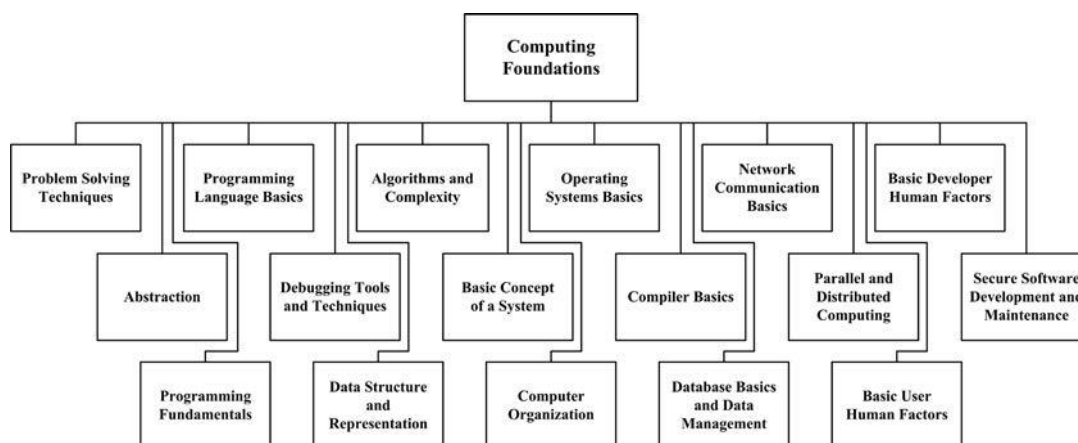 Computing
Foundations
Problem Solving
Techniques
Programming
Language Basics
Algorithms and
Complexity
Operating
Systems Basics
Network
Communication
Basics
Basic Developer
Human Factors
Abstraction
Debugging Tools
and Techniques
Basic Concept
of a System
Compiler Basics
Parallel and
Distributed
Computing
Secure Software
Development and
Maintenance
Programming
Fundamentals
Data Structure
and
Representation
Computer
Organization
Database Basics
and Data
Management
Basic User
Human Factors